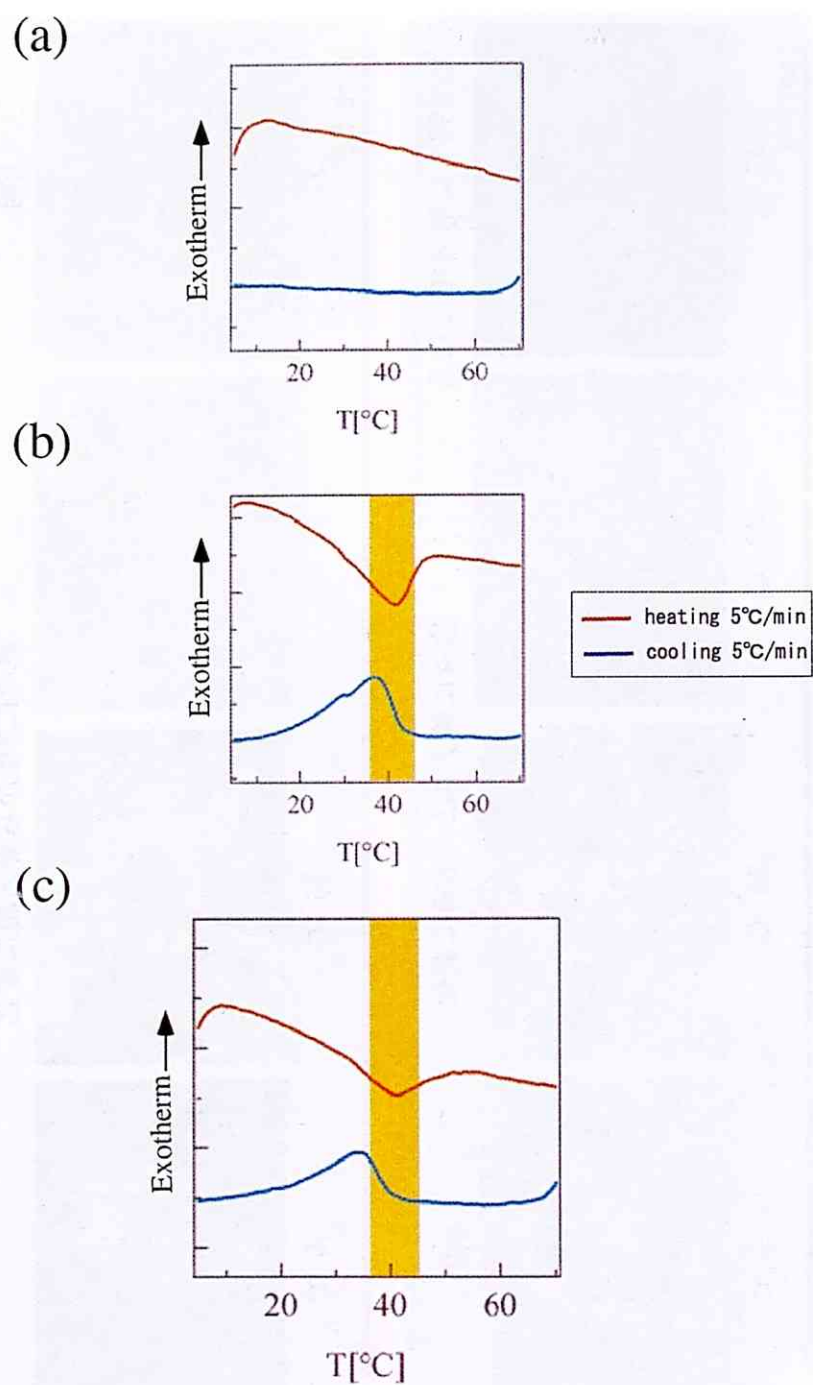 (a)
Exotherm
20 40 60
T[°C]
(b)
Exotherm
20 40 60
T[°C]
heating 5°C/min
cooling 5°C/min
(c)
Exotherm
20 40 60
T[°C]